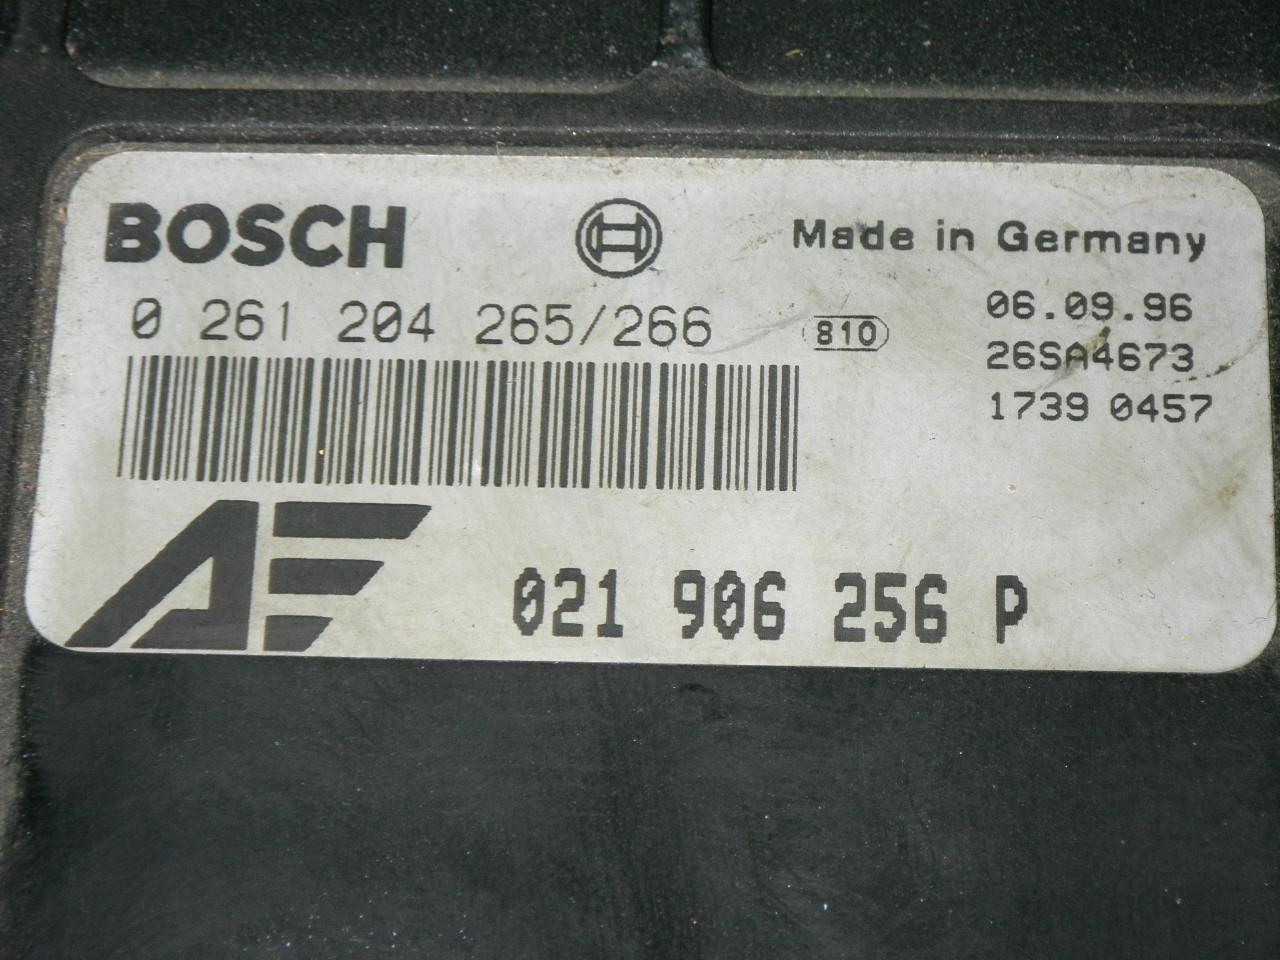 BOSCH
Made in Germany
0 261 204 265/266
810
06.09.96
26SA4673
1739 0457
AE
021 906 256 P